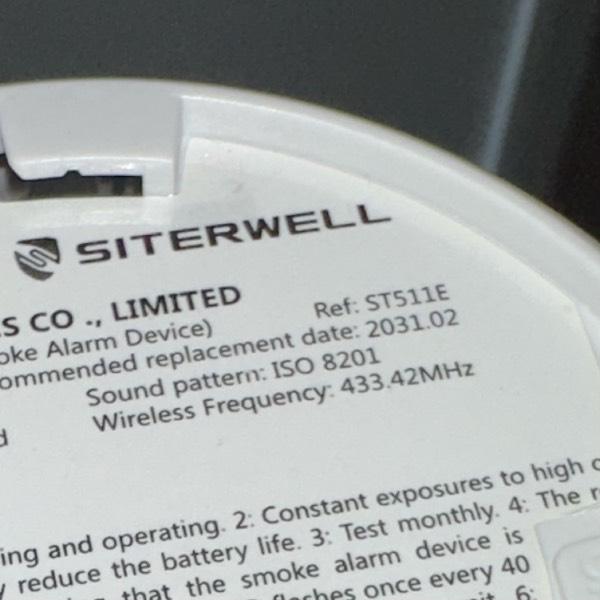 SITERWELL
S CO ., LIMITED
Ref: ST511E
oke Alarm Device)
ommended replacement date: 2031.02
Sound pattern: ISO 8201
Wireless Frequency: 433.42MHz
d
ing and operating. 2: Constant exposures to high
reduce the battery life. 3: Test monthly. 4: The
that the smoke alarm device is
flashes once every 40
6: